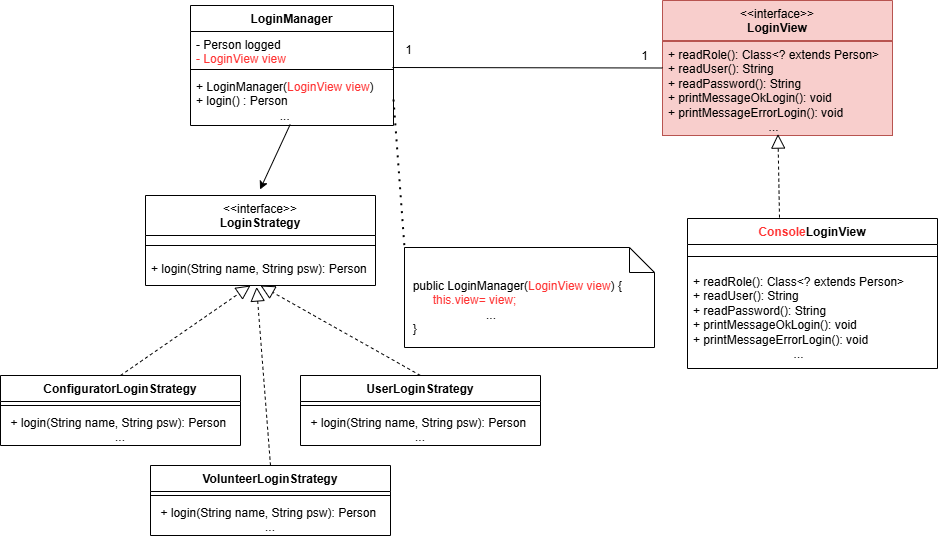 LoginManager
- Person logged
- LoginView view
+ LoginManager(LoginView view)
+ login() : Person
...
1
1
<<interface>>
LoginView
+ readRole(): Class<? extends Person>
+ readUser(): String
+ readPassword(): String
+ printMessageOkLogin(): void
+ printMessageErrorLogin(): void
...
<<interface>>
LoginStrategy
+ login(String name, String psw): Person
public LoginManager(LoginView view) {
this.view= view;
...
}
ConsoleLoginView
+ readRole(): Class<? extends Person>
+ readUser(): String
+ readPassword(): String
+ printMessageOkLogin(): void
+ printMessageErrorLogin(): void
...
ConfiguratorLoginStrategy
+ login(String name, String psw): Person
...
UserLoginStrategy
+ login(String name, String psw): Person
...
VolunteerLoginStrategy
+ login(String name, String psw): Person
...